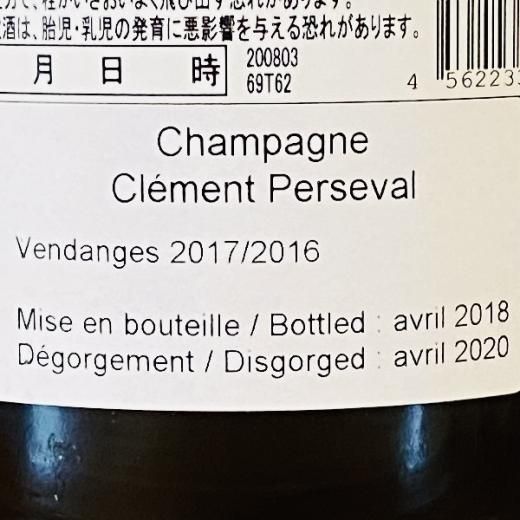 酒は、胎児・乳児の発育に悪影響を与える恐れがあります。
月 日 時
200803
69T62
4 562233
Champagne
Clément Perseval
Vendanges 2017/2016
Mise en bouteille / Bottled : avril 2018
Dégorgement / Disgorged : avril 2020